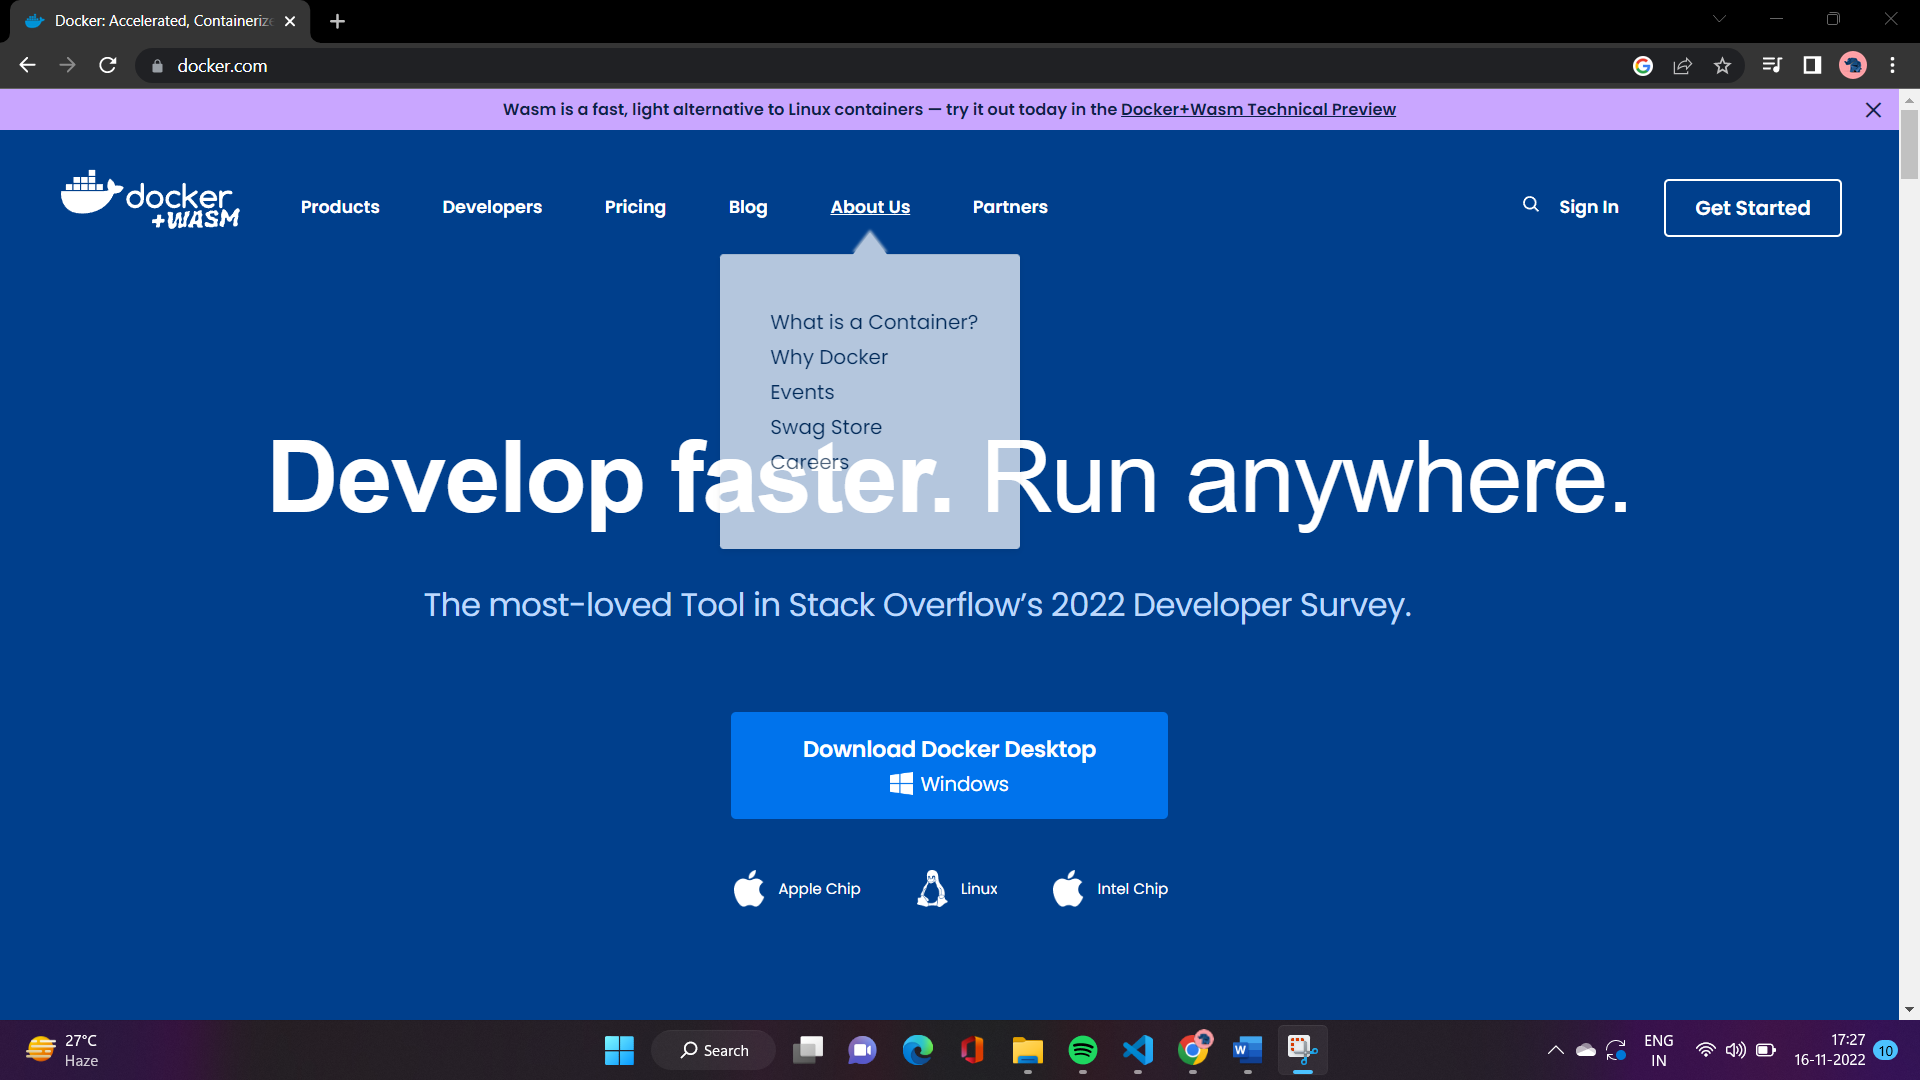 Docker: Accelerated, Containerize
docker.com
Wasm is a fast, light alternative to Linux containers — try it out today in the Docker+Wasm Technical Preview
docker
+WASM
Products
Developers
Pricing
Blog
About Us
Partners
Sign In
Get Started
What is a Container?
Why Docker
Events
Swag Store
Careers
Develop faster. Run anywhere.
The most-loved Tool in Stack Overflow’s 2022 Developer Survey.
Download Docker Desktop
Windows
Apple Chip
Linux
Intel Chip
27°C
Haze
Search
ENG
IN
17:27
16-11-2022
10